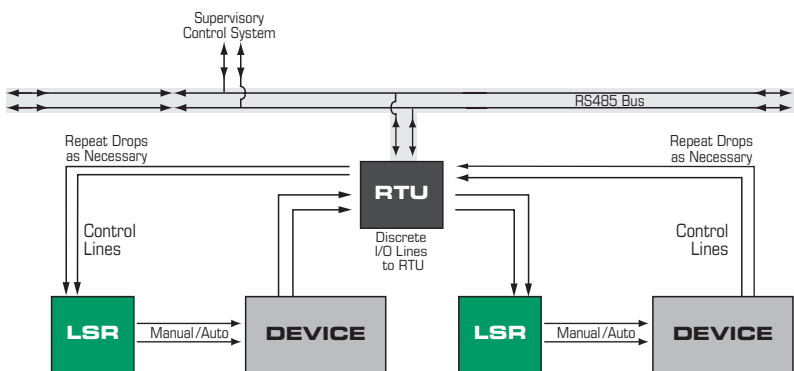 Supervisory
Control System
RS485 Bus
Repeat Drops
as Necessary
Repeat Drops
as Necessary
RTU
Control
Lines
Discrete
I/O Lines
to RTU
Control
Lines
LSR
Manual/Auto
DEVICE
LSR
Manual/Auto
DEVICE